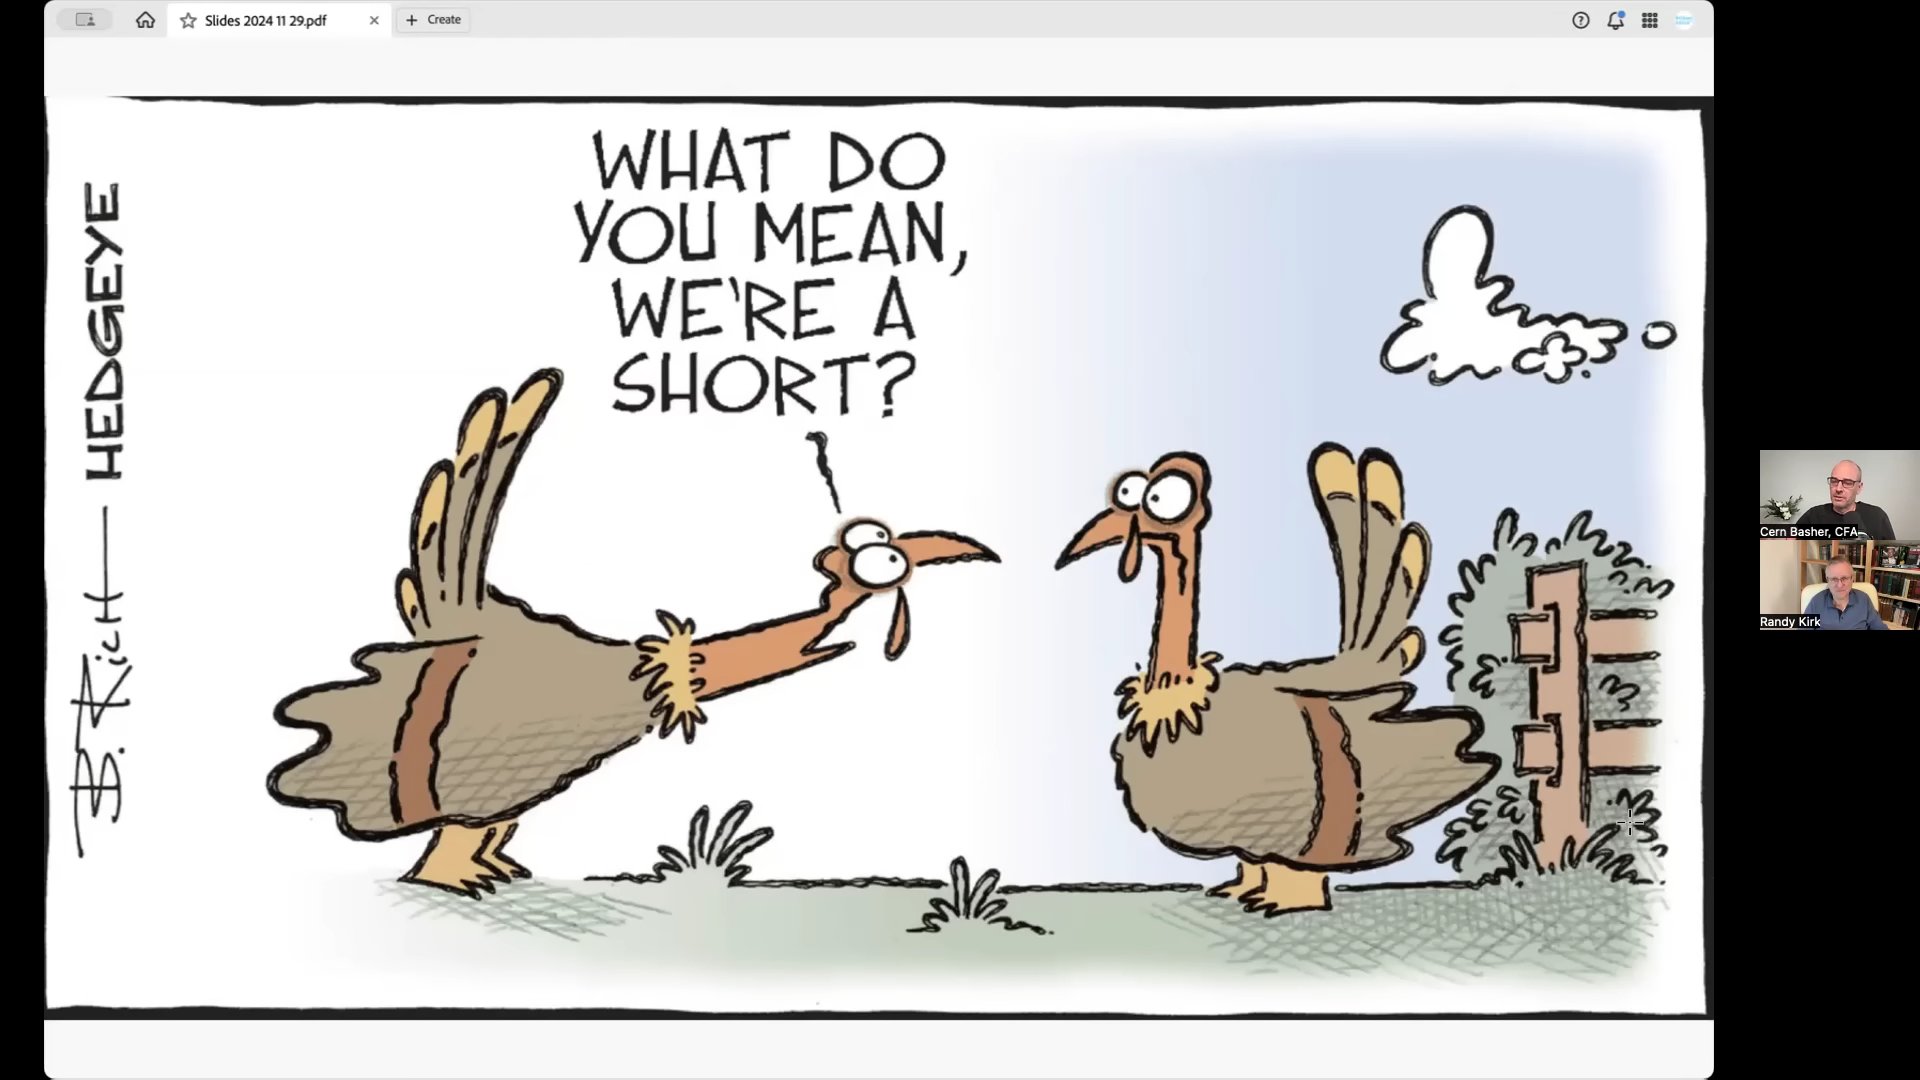 Slides 2024 11 29.pdf
Create
WHAT DO
YOU MEAN,
WE'RE A
SHORT?
B. Rich — HEDGEYE
Cern Basher, CFA
Randy Kirk